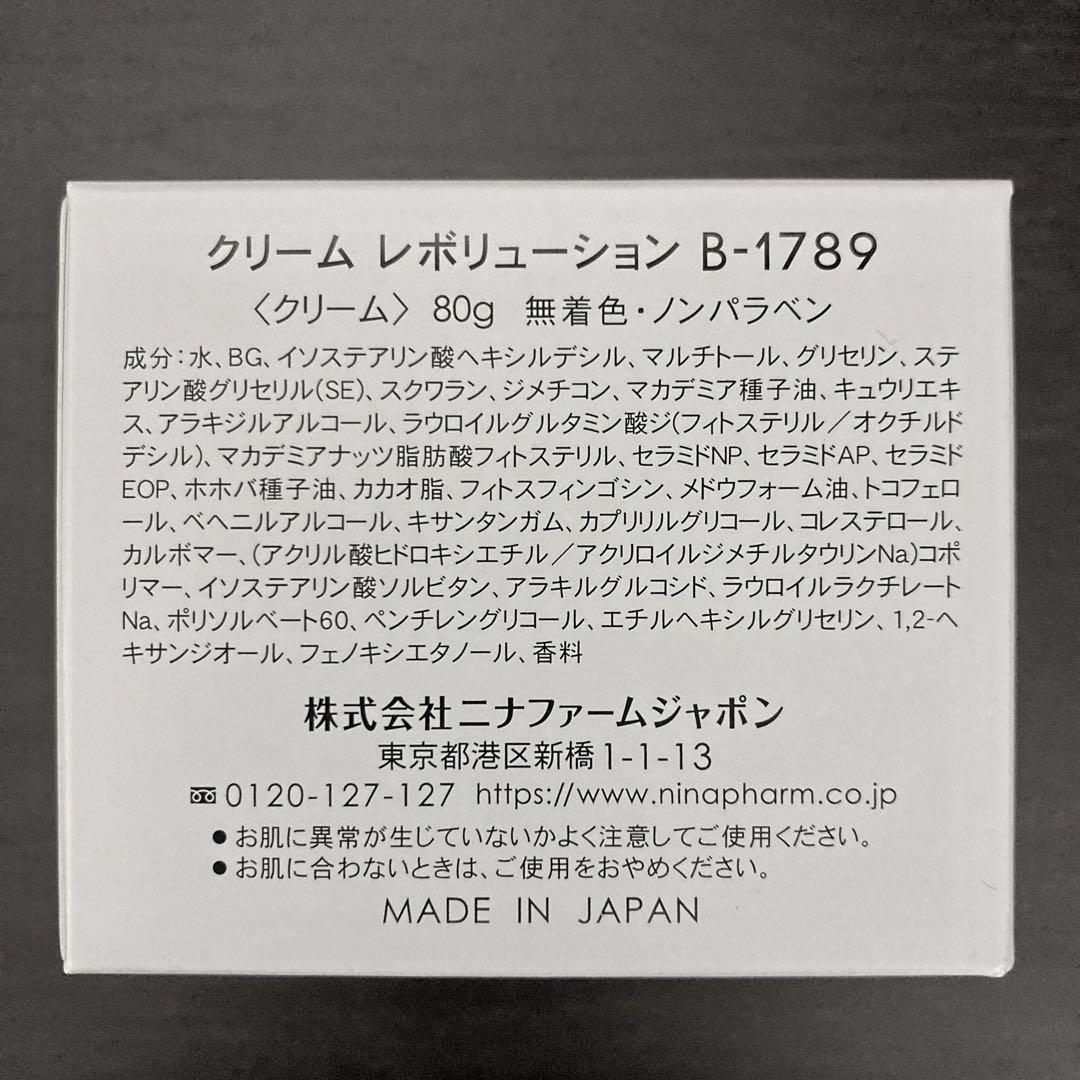 クリーム レボリューション B-1789
〈クリーム〉 80g 無着色・ノンパラベン
成分：水、BG、イソステアリン酸ヘキシルデシル、マルチトール、グリセリン、ステ
アリン酸グリセリル(SE)、スクワラン、ジメチコン、マカデミア種子油、キュウリエキ
ス、アラキジルアルコール、ラウロイルグルタミン酸ジ(フィトステリル／オクチルド
デシル)、マカデミアナッツ脂肪酸フィトステリル、セラミドNP、セラミドAP、セラミド
EOP、ホホバ種子油、カカオ脂、フィトスフィンゴシン、メドウフォーム油、トコフェロ
ール、ベヘニルアルコール、キサンタンガム、カプリリルグリコール、コレステロール、
カルボマー、(アクリル酸ヒドロキシエチル／アクリロイルジメチルタウリンNa)コポ
リマー、イソステアリン酸ソルビタン、アラキルグルコシド、ラウロイルラクチレート
Na、ポリソルベート60、ペンチレングリコール、エチルヘキシルグリセリン、1,2-ヘ
キサンジオール、フェノキシエタノール、香料
株式会社ニナファームジャポン
東京都港区新橋1-1-13
0120-127-127 https://www.ninapharm.co.jp
●お肌に異常が生じていないかよく注意してご使用ください。
●お肌に合わないときは、ご使用をおやめください。
MADE IN JAPAN